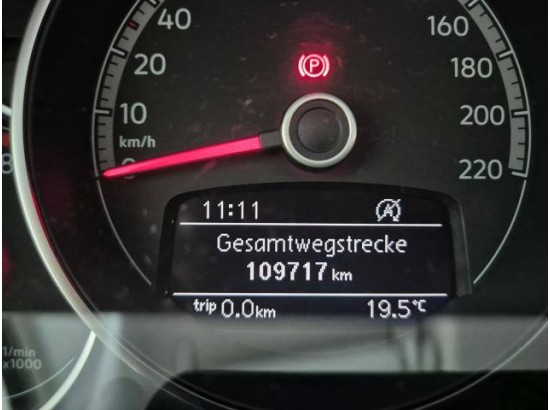 40
160
20
(P)
180
10
200
km/h
8
220
11:11
A
Gesamtwegstrecke
109717 km
trip 0.0km 19.5°C
1/min
x1000